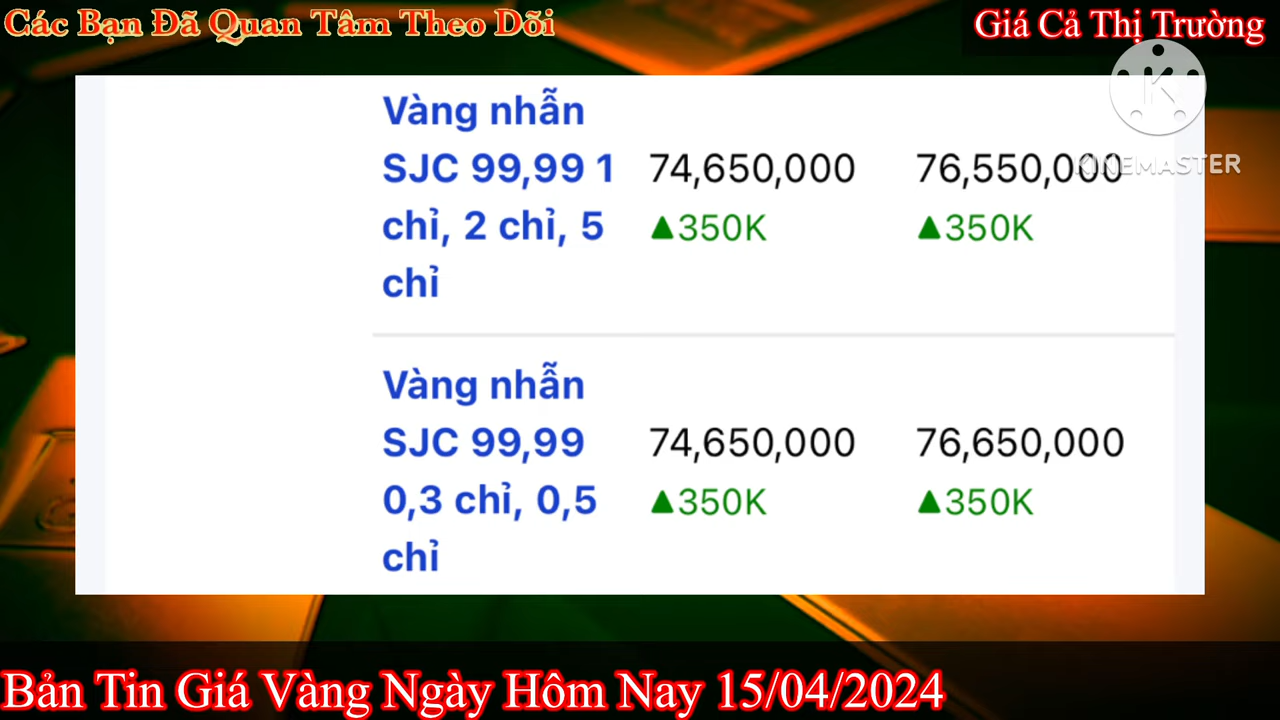 Các Bạn Đã Quan Tâm Theo Dõi
Giá Cả Thị Trường
KINEMASTER
Vàng nhẫn
SJC 99,99 1 74,650,000 76,550,000
chỉ, 2 chỉ, 5 ▲350K ▲350K
chỉ
Vàng nhẫn
SJC 99,99 74,650,000 76,650,000
0,3 chỉ, 0,5 ▲350K ▲350K
chỉ
Bản Tin Giá Vàng Ngày Hôm Nay 15/04/2024